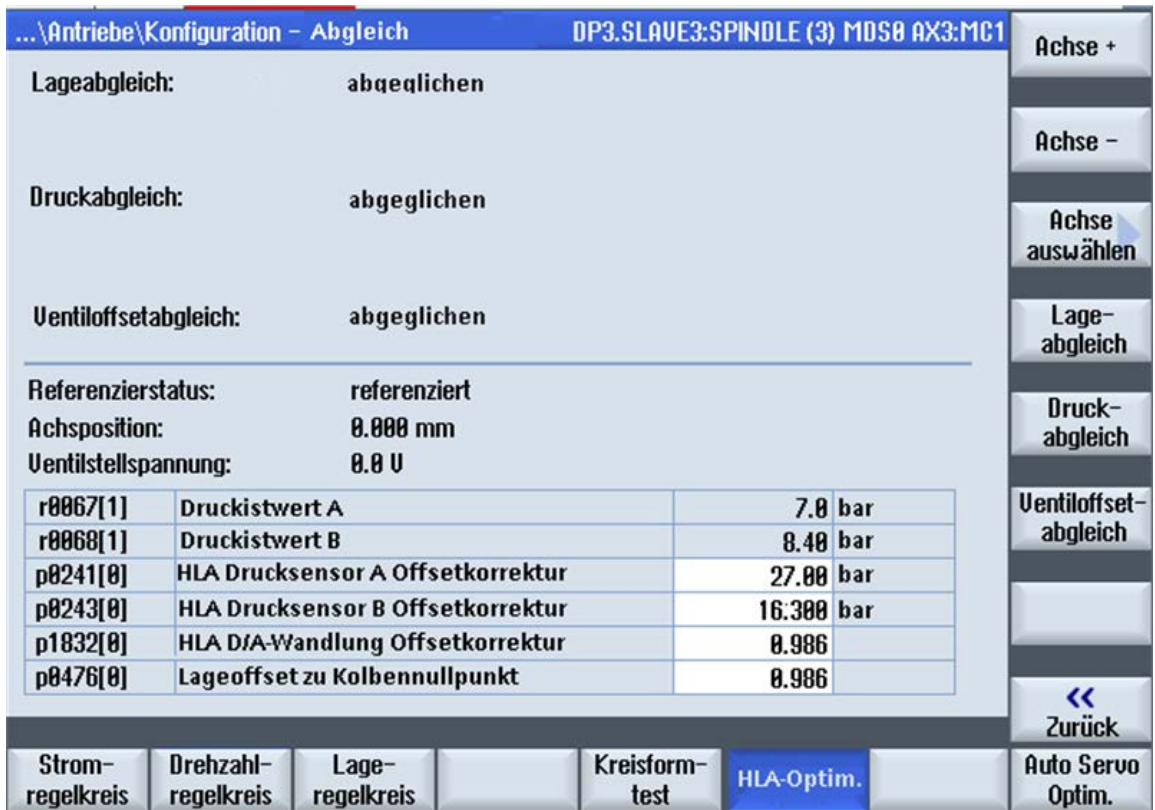 ...\Antriebe\Konfiguration - Abgleich DP3.SLAVE3:SPINDLE (3) MDS0 AX3:MC1
Lageabgleich: abgeglichen
Druckabgleich: abgeglichen
Ventiloffsetabgleich: abgeglichen
Referenzierstatus: referenziert
Achsposition: 0.000 mm
Ventilstellspannung: 0.0 V
r0067[1] Druckistwert A 7.0 bar
r0068[1] Druckistwert B 8.40 bar
p0241[0] HLA Drucksensor A Offsetkorrektur 27.00 bar
p0243[0] HLA Drucksensor B Offsetkorrektur 16.300 bar
p1832[0] HLA D/A-Wandlung Offsetkorrektur 0.986
p0476[0] Lageoffset zu Kolbennullpunkt 0.986
Achse +
Achse -
Achse
auswählen
Lage-
abgleich
Druck-
abgleich
Ventiloffset-
abgleich
<<
Zurück
Strom-
regelkreis
Drehzahl-
regelkreis
Lage-
regelkreis
Kreisform-
test
HLA-Optim.
Auto Servo
Optim.